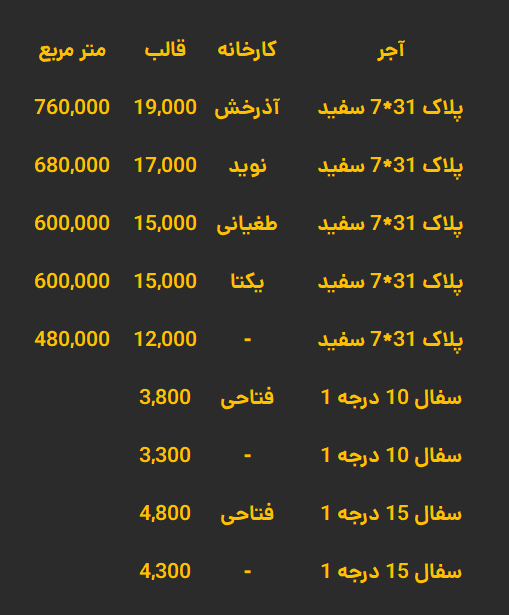 آجر کارخانه قالب متر مربع
پلاک 31*7 سفید آذرخش 19,000 760,000
پلاک 31*7 سفید نوید 17,000 680,000
پلاک 31*7 سفید طغیانی 15,000 600,000
پلاک 31*7 سفید یکتا 15,000 600,000
پلاک 31*7 سفید - 12,000 480,000
سفال 10 درجه 1 فتاحی 3,800
سفال 10 درجه 1 - 3,300
سفال 15 درجه 1 فتاحی 4,800
سفال 15 درجه 1 - 4,300